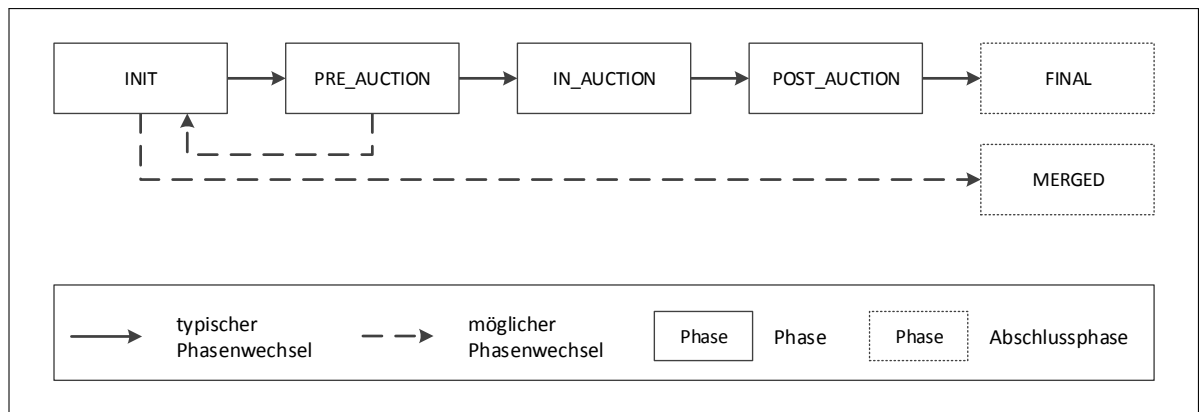 INIT
PRE_AUCTION
IN_AUCTION
POST_AUCTION
FINAL
MERGED
typischer
Phasenwechsel
möglicher
Phasenwechsel
Phase
Phase
Phase
Abschlussphase